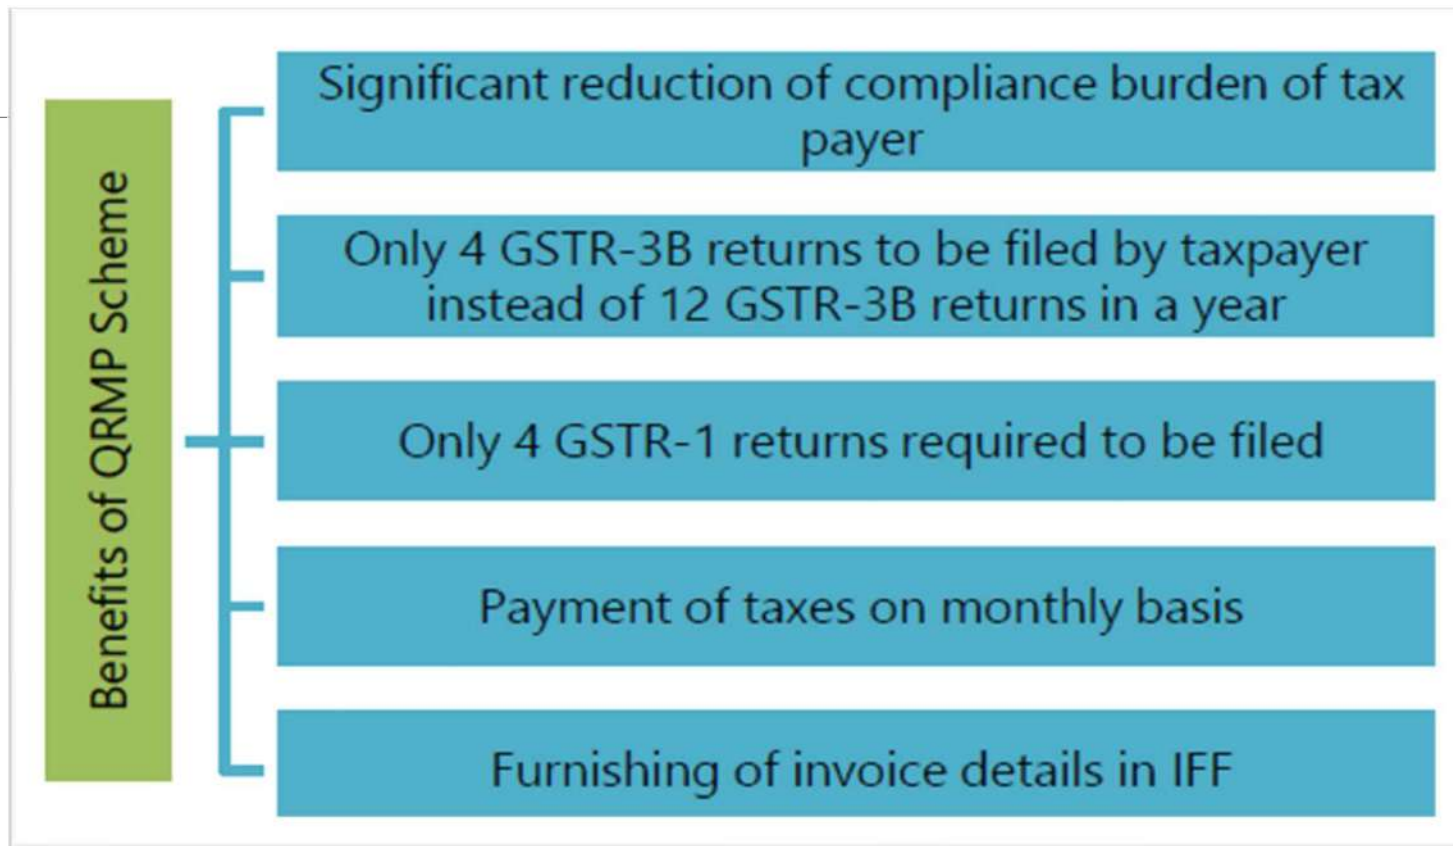 Benefits of QRMP Scheme
Significant reduction of compliance burden of tax
payer
Only 4 GSTR-3B returns to be filed by taxpayer
instead of 12 GSTR-3B returns in a year
Only 4 GSTR-1 returns required to be filed
Payment of taxes on monthly basis
Furnishing of invoice details in IFF